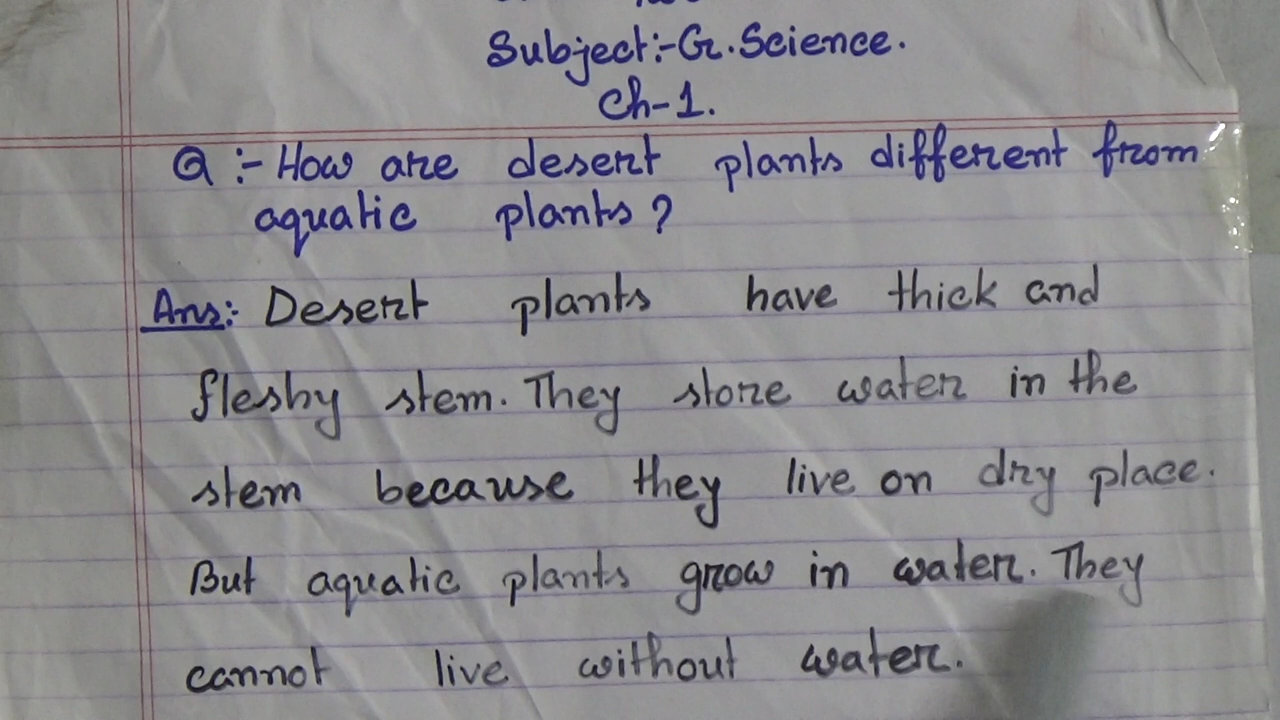 Subject:-G.Science.
Ch-1.
Q :- How are desert plants different from
aquatic plants?
Ans: Desert plants have thick and
fleshy stem. They store water in the
stem because they live on dry place.
But aquatic plants grow in water. They
cannot live without water.